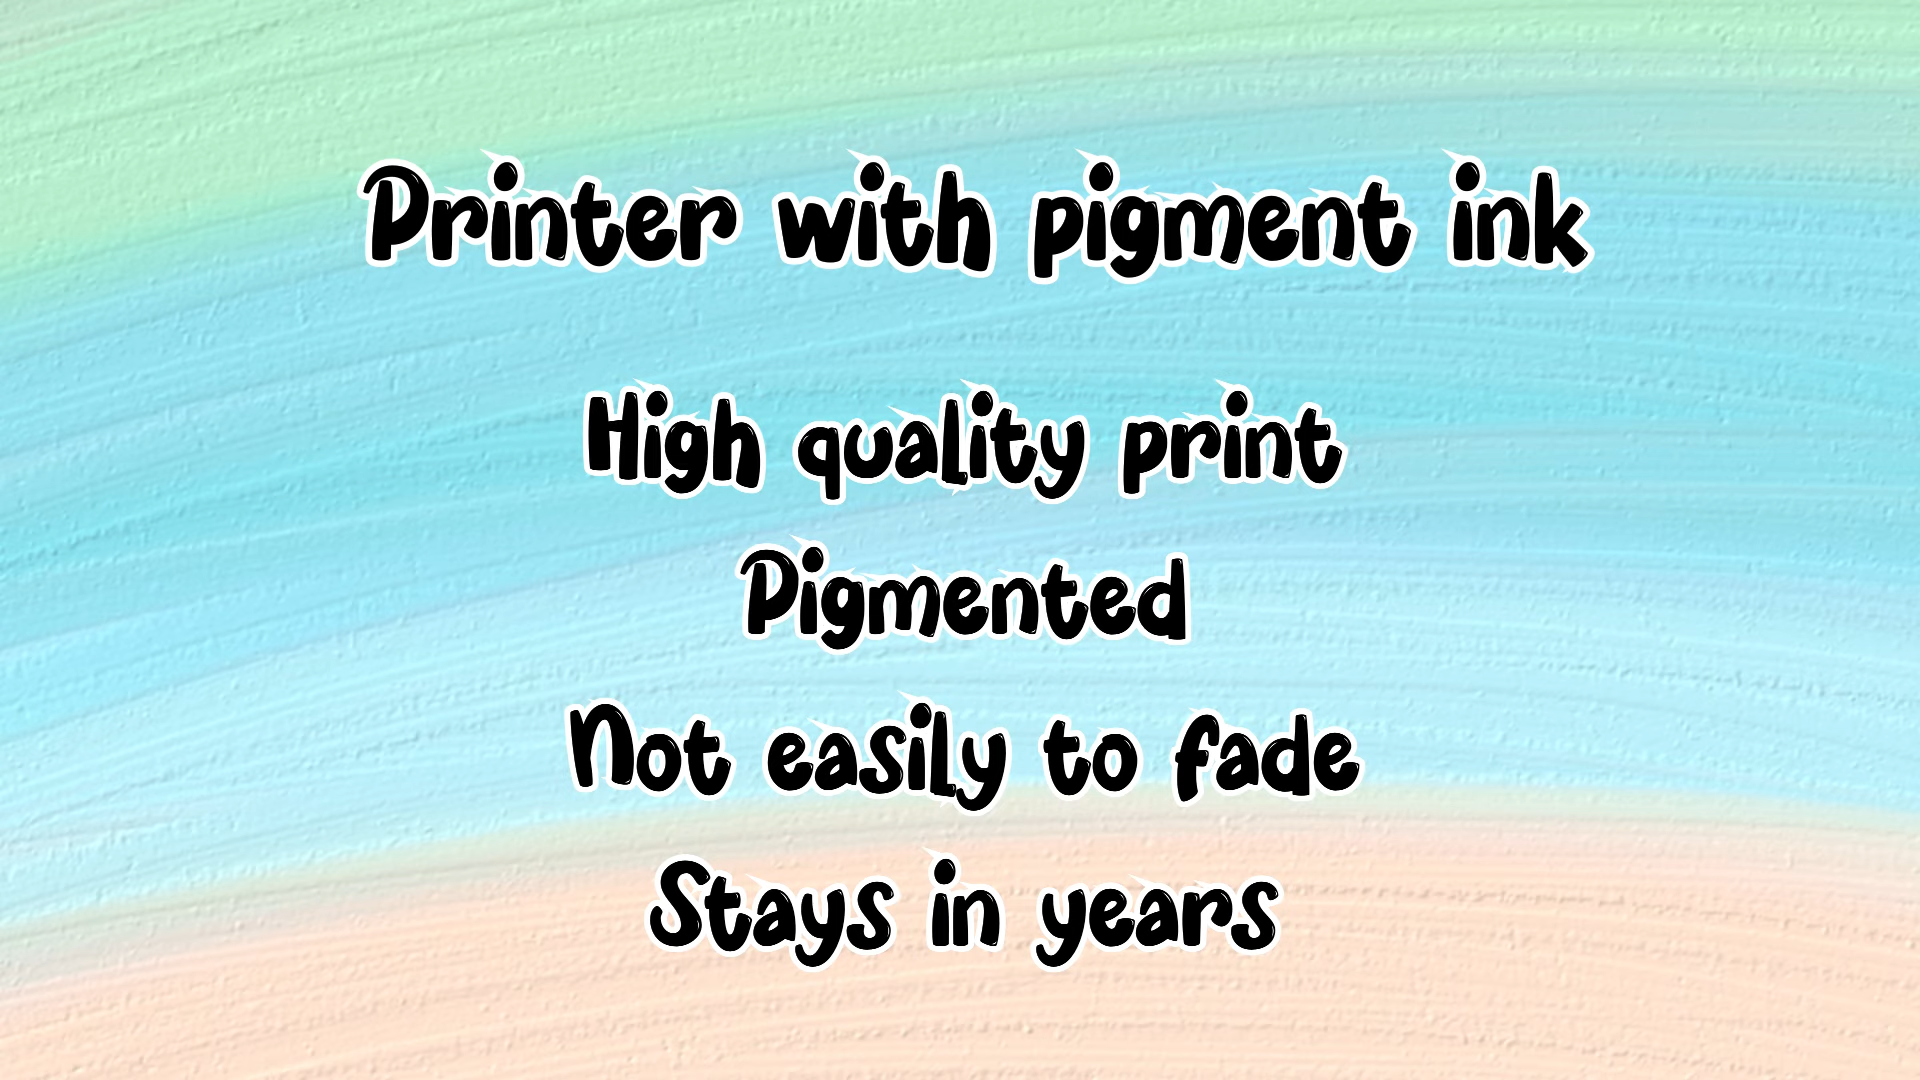 Printer with pigment ink
High quality print
Pigmented
Not easily to fade
Stays in years